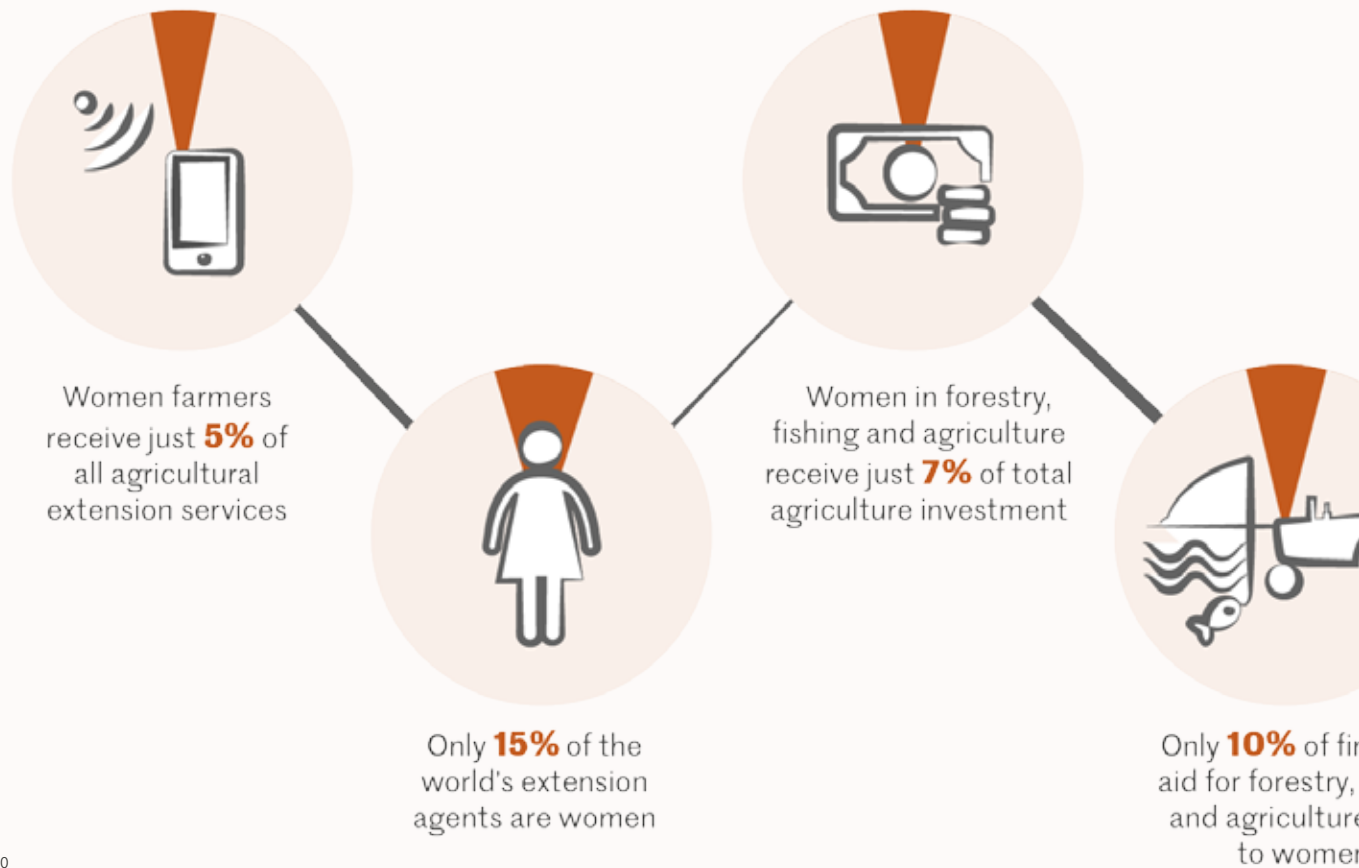 Women farmers
receive just 5% of
all agricultural
extension services
Only 15% of the
world's extension
agents are women
Women in forestry,
fishing and agriculture
receive just 7% of total
agriculture investment
Only 10% of
aid for forestry,
and agriculture
to women
0